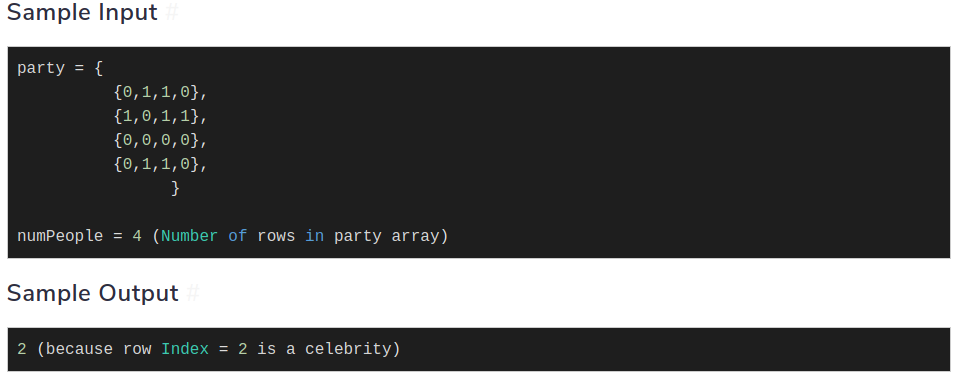 Sample Input #
party = {
{0,1,1,0},
{1,0,1,1},
{0,0,0,0},
{0,1,1,0},
}
numPeople = 4 (Number of rows in party array)
Sample Output #
2 (because row Index = 2 is a celebrity)